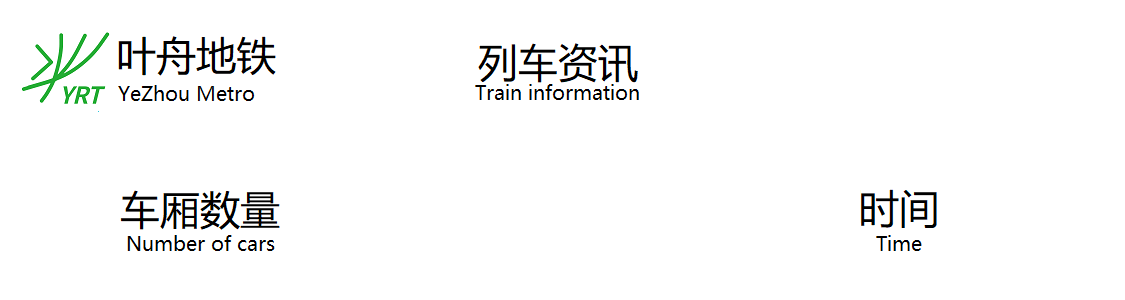 叶舟地铁
YeZhou Metro
YRT
列车资讯
Train information
车厢数量
Number of cars
时间
Time